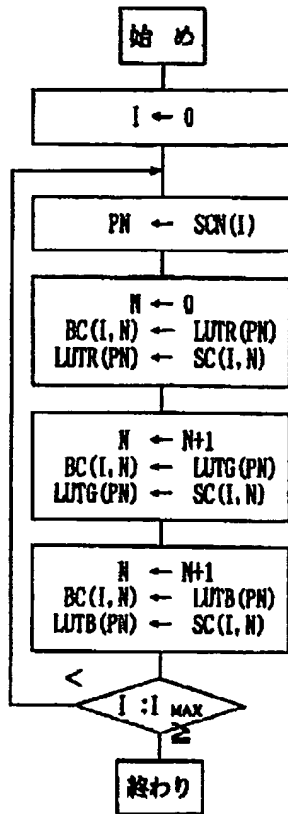 始め
I ← 0
PN ← SCN(I)
N ← 0
BC(I,N) ← LUTR(PN)
LUTR(PN) ← SC(I,N)
N ← N+1
BC(I,N) ← LUTG(PN)
LUTG(PN) ← SC(I,N)
N ← N+1
BC(I,N) ← LUTB(PN)
LUTB(PN) ← SC(I,N)
<
I :I MAX
≧
終わり